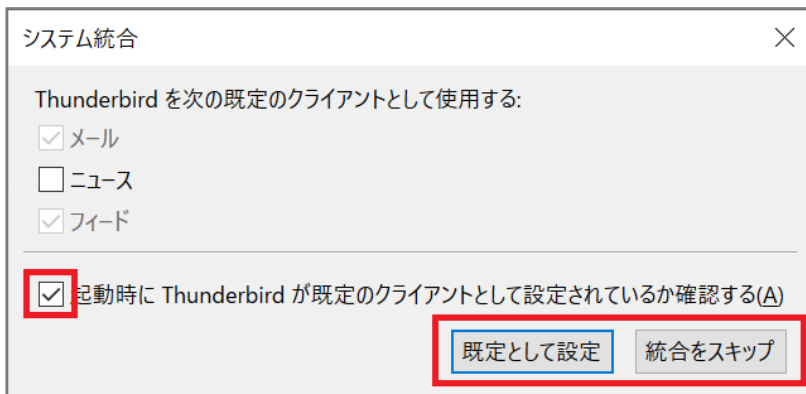 システム統合
Thunderbird を次の既定のクライアントとして使用する:
メール
ニュース
フィード
起動時に Thunderbird が既定のクライアントとして設定されているか確認する(A)
既定として設定 統合をスキップ